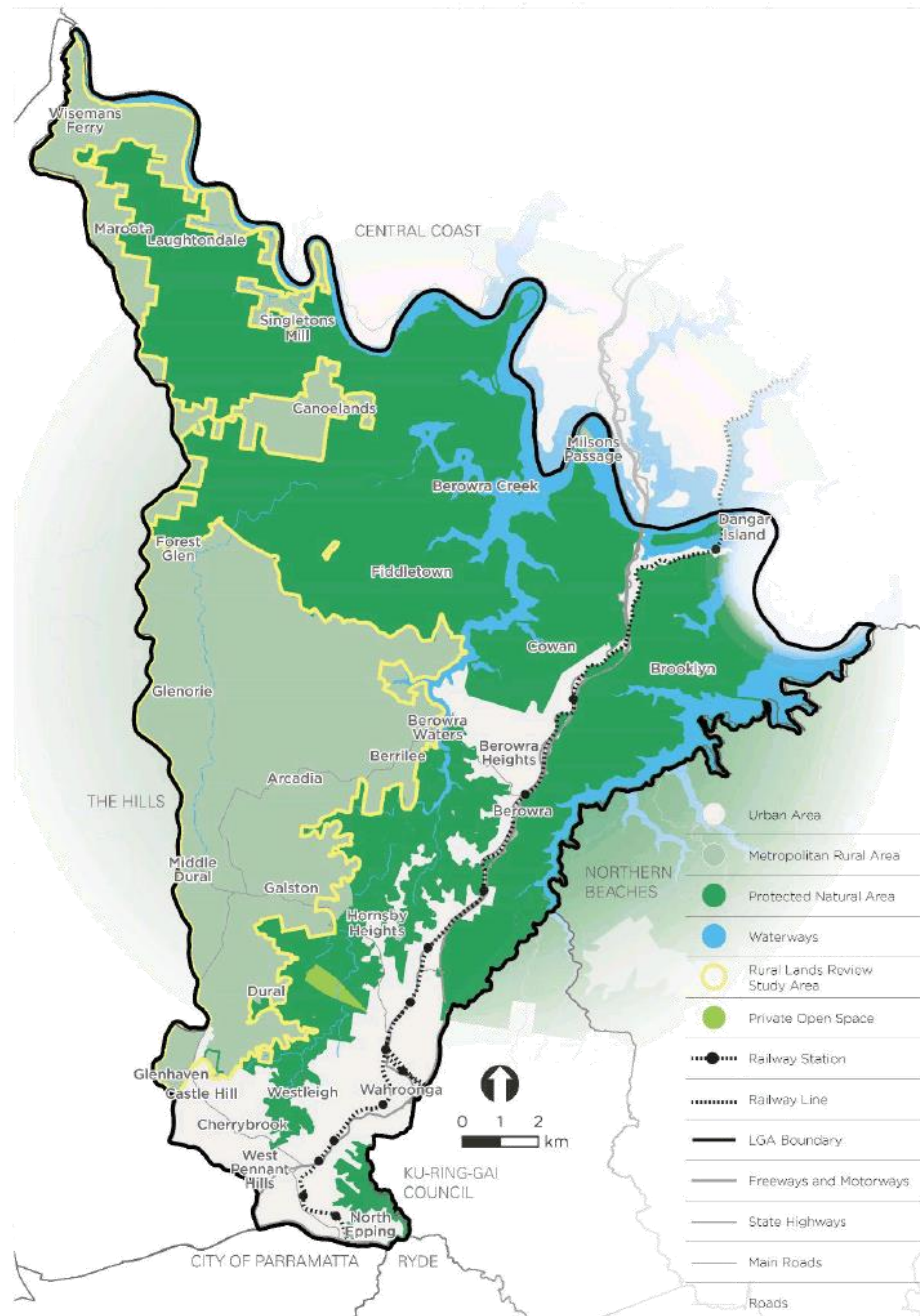 Wisemans
Ferry
CENTRAL COAST
Maroota
Laughtondale
Singletons
Mill
Canoelands
Milsons
Passage
Berowra Creek
Dangar
Island
Forest
Glen
Fiddletown
Cowan
Brooklyn
Glenorie
Berowra
Waters
Berowra
Heights
Berrilee
Arcadia
THE HILLS
Berowra
Middle
Dural
NORTHERN
BEACHES
Galston
Hornsby
Heights
Dural
Glenhaven
Castle Hill
Westleigh
Wahroonga
Cherrybrook
West
Pennant
Hills
KU-RING-GAI
COUNCIL
North
Epping
CITY OF PARRAMATTA
RYDE
0 1 2
km
Urban Area
Metropolitan Rural Area
Protected Natural Area
Waterways
Rural Lands Review
Study Area
Private Open Space
Railway Station
Railway Line
LGA Boundary
Freeways and Motorways
State Highways
Main Roads
Roads